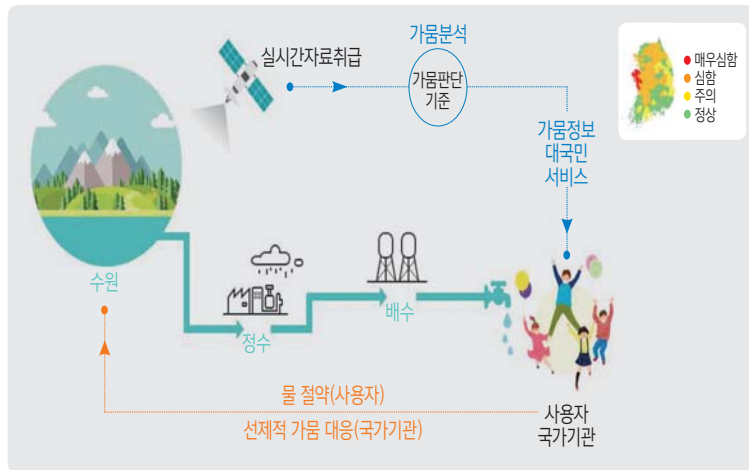 실시간자료취급
가뭄분석
가뭄판단
기준
매우심함
심함
주의
정상
가뭄정보
대국민
서비스
수원
정수
배수
물 절약(사용자)
선제적 가뭄 대응(국가기관)
사용자
국가기관